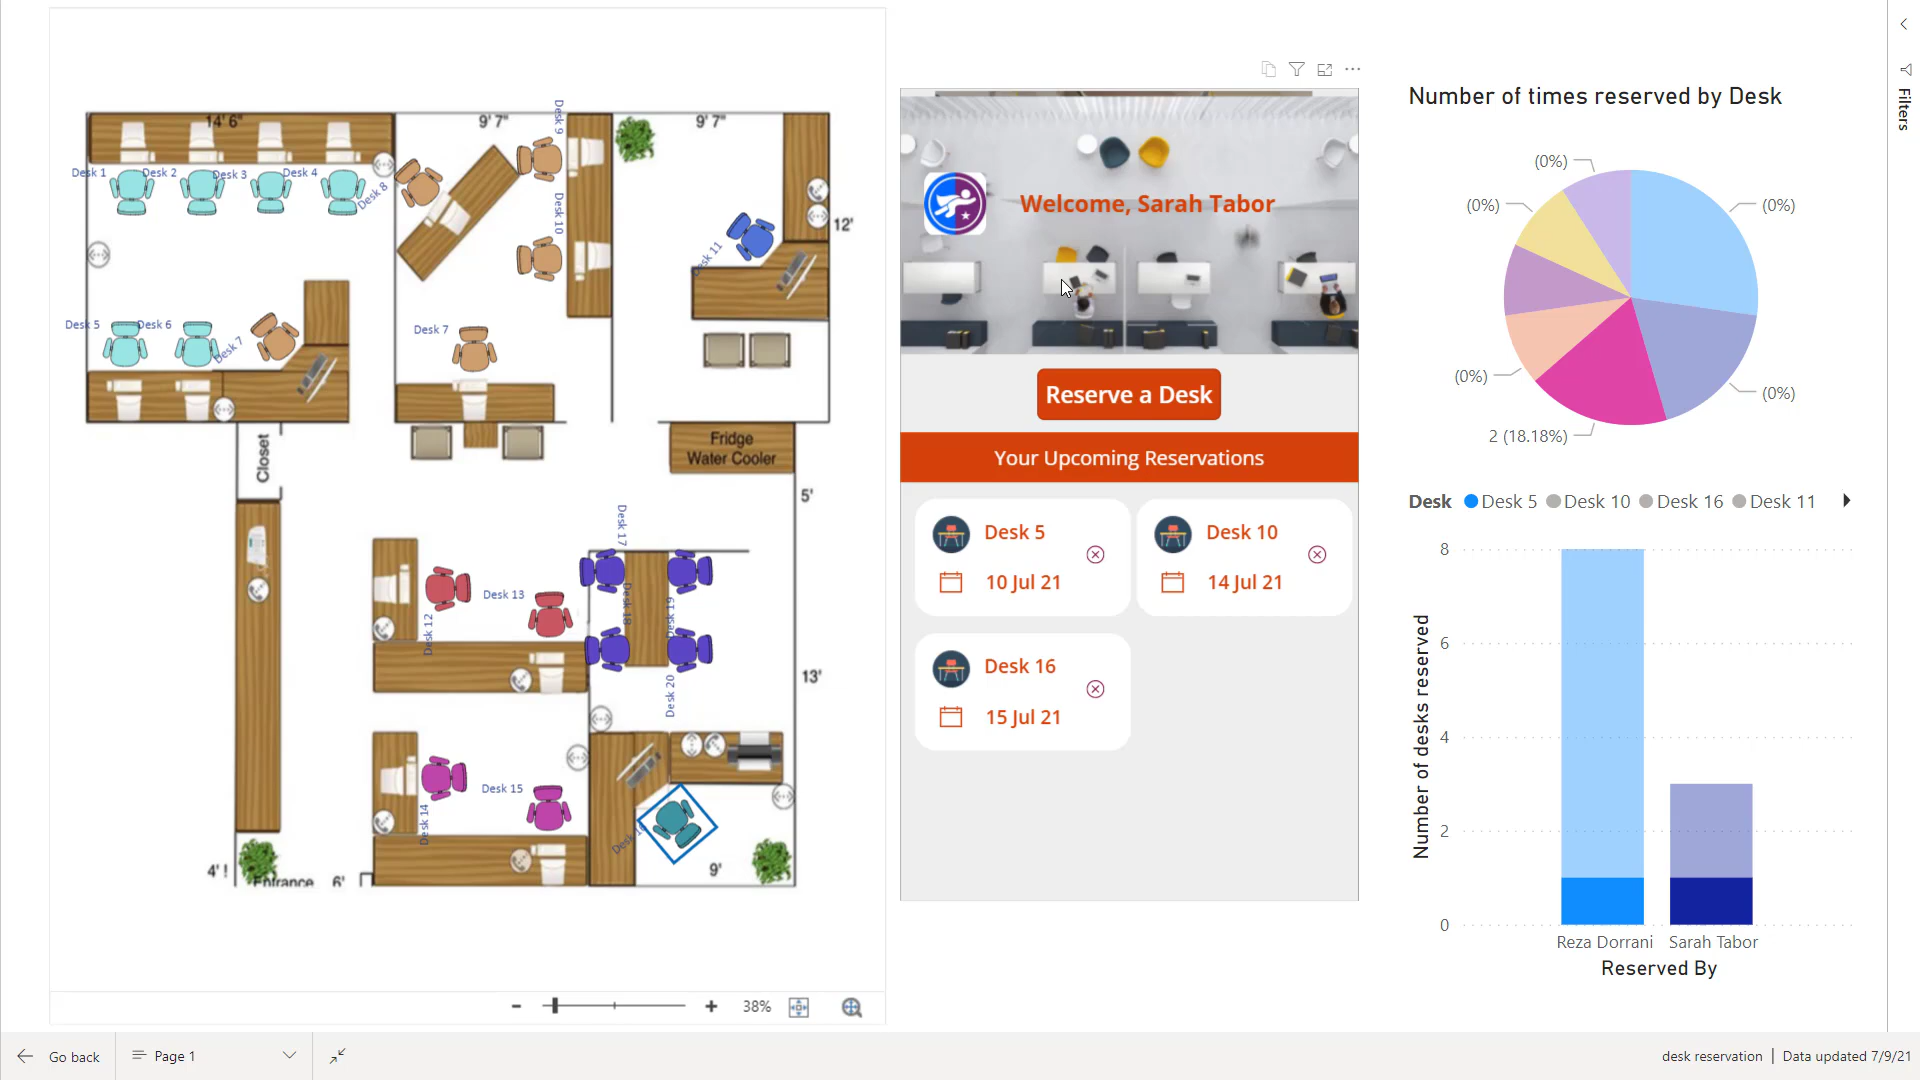 14' 6"
9' 7"
9' 7"
Desk 9
Desk 1
Desk 2
Desk 3
Desk 4
Desk 8
Desk 10
12'
Desk 11
Desk 5
Desk 6
Desk 7
Desk 7
Closet
Fridge
Water Cooler
5'
Desk 17
Desk 13
Desk 12
Desk 18
Desk 19
13'
Desk 20
Desk 15
Desk 14
4' !
Entrance
6'
9'
38%
Welcome, Sarah Tabor
Reserve a Desk
Your Upcoming Reservations
Desk 5
10 Jul 21
Desk 10
14 Jul 21
Desk 16
15 Jul 21
Filters
Number of times reserved by Desk
(0%)
(0%)
(0%)
(0%)
(0%)
2 (18.18%)
Desk Desk 5 Desk 10 Desk 16 Desk 11
Number of desks reserved
8
6
4
2
0
Reza Dorrani Sarah Tabor
Reserved By
Go back
Page 1
desk reservation | Data updated 7/9/21